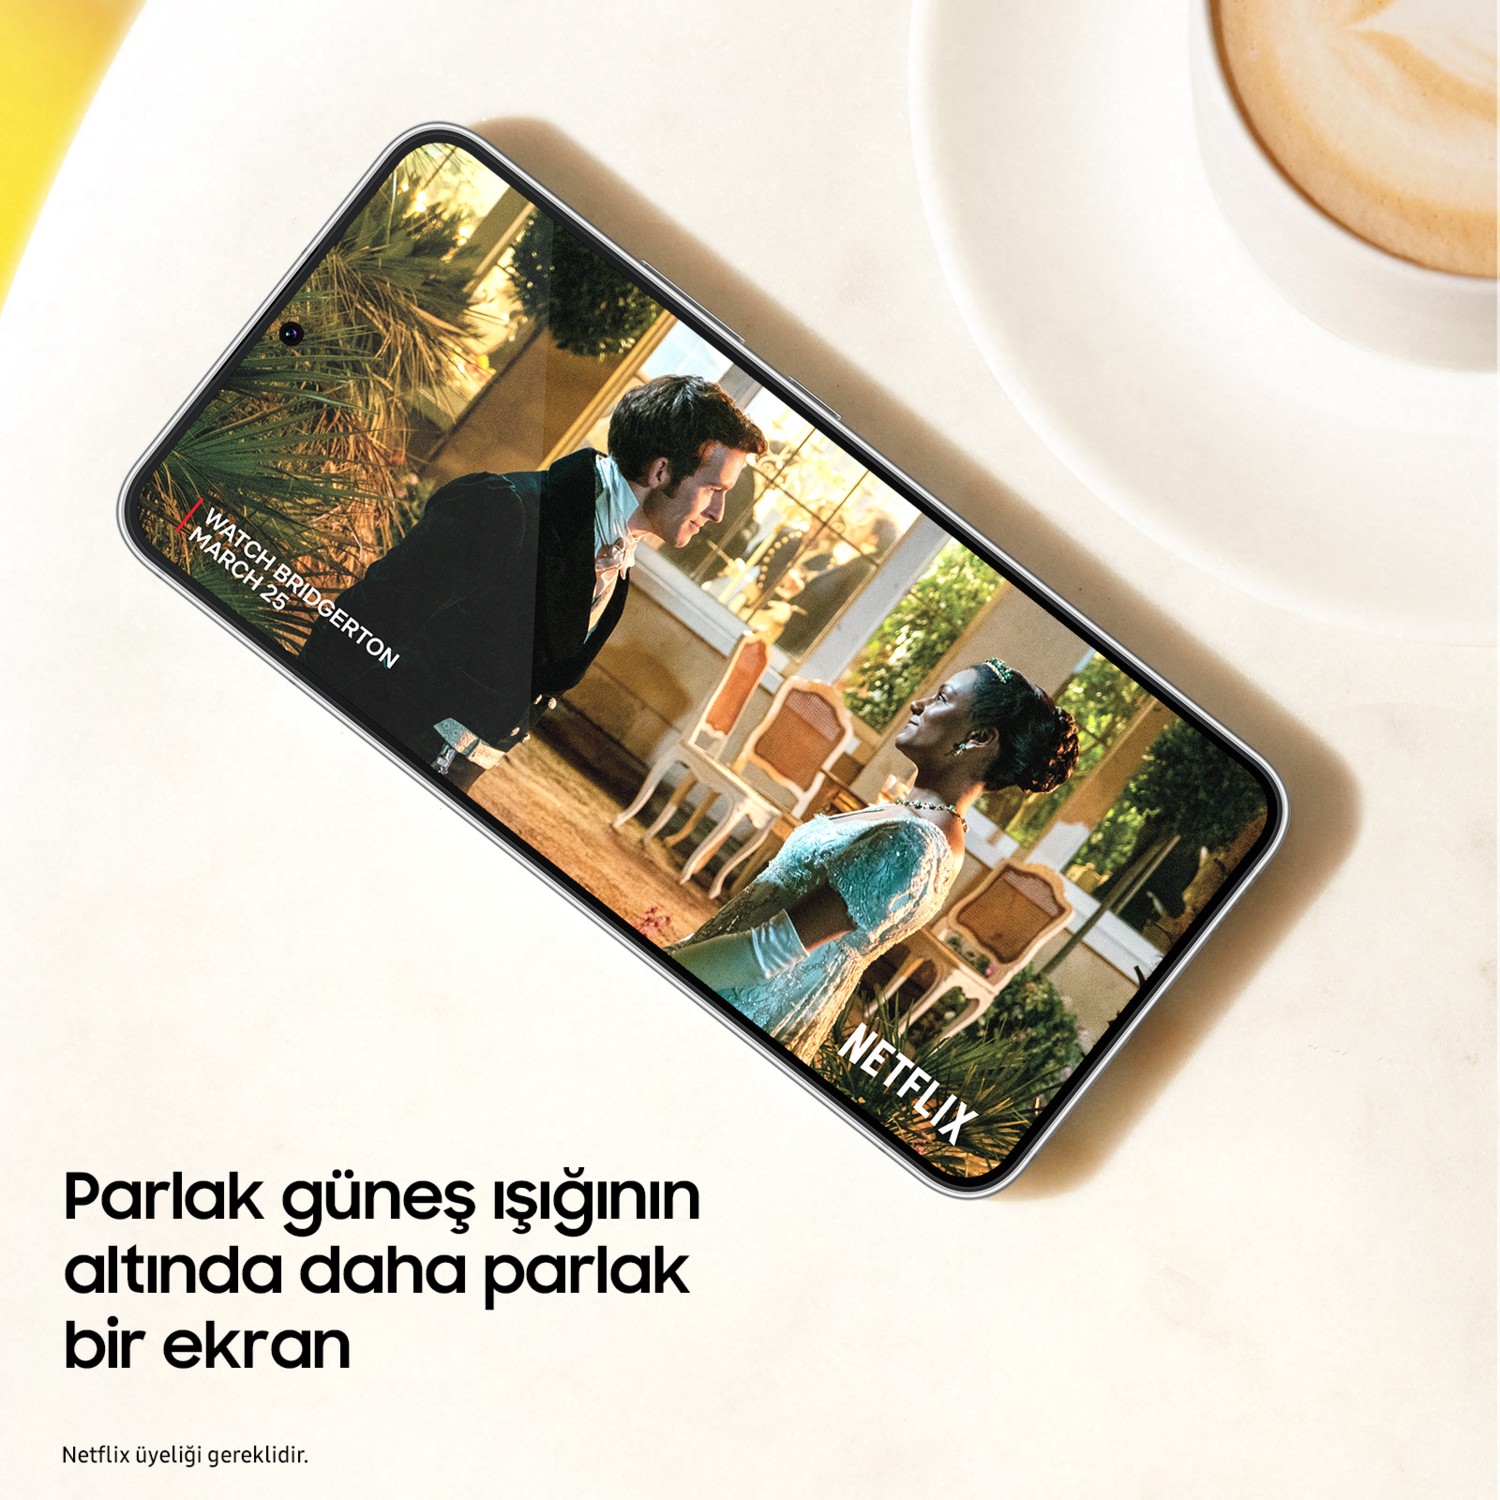 WATCH BRIDGERTON
MARCH 25
NETFLIX
Parlak güneş ışığının
altında daha parlak
bir ekran
Netflix üyeliği gereklidir.